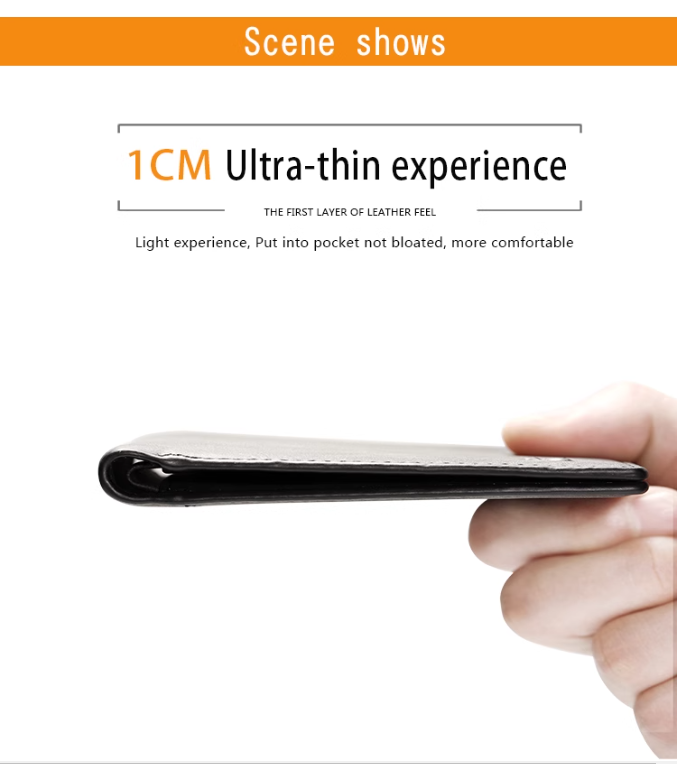 Scene shows
1CM Ultra-thin experience
THE FIRST LAYER OF LEATHER FEEL
Light experience, Put into pocket not bloated, more comfortable